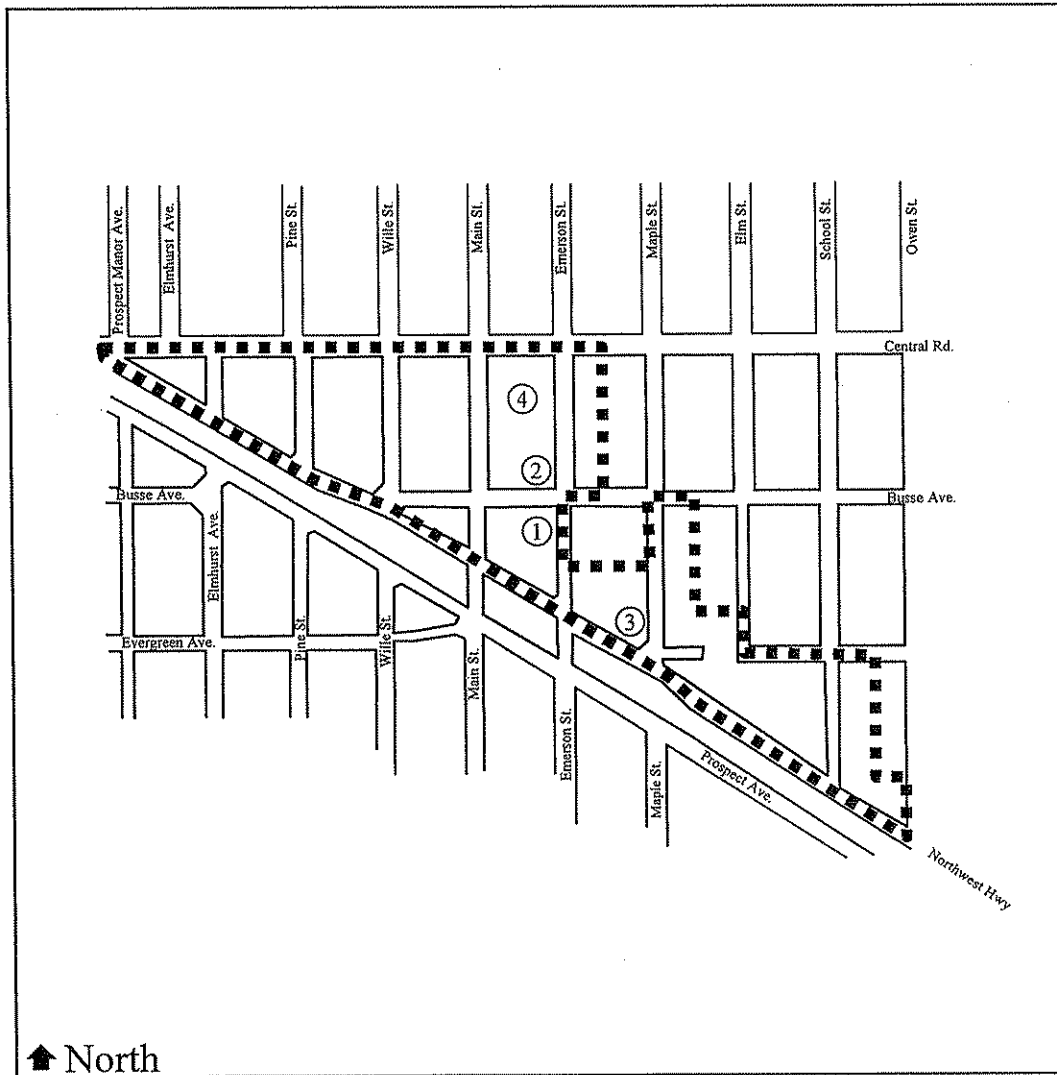 Prospect Manor Ave.
Elmhurst Ave.
Pine St.
Wille St.
Main St.
Emerson St.
Maple St.
Elm St.
School St.
Owen St.
Central Rd.
4
2
Busse Ave.
Busse Ave.
1
Elmhurst Ave.
3
Evergreen Ave.
Pine St.
Wille St.
Main St.
Emerson St.
Maple St.
Prospect Ave.
Northwest Hwy
North